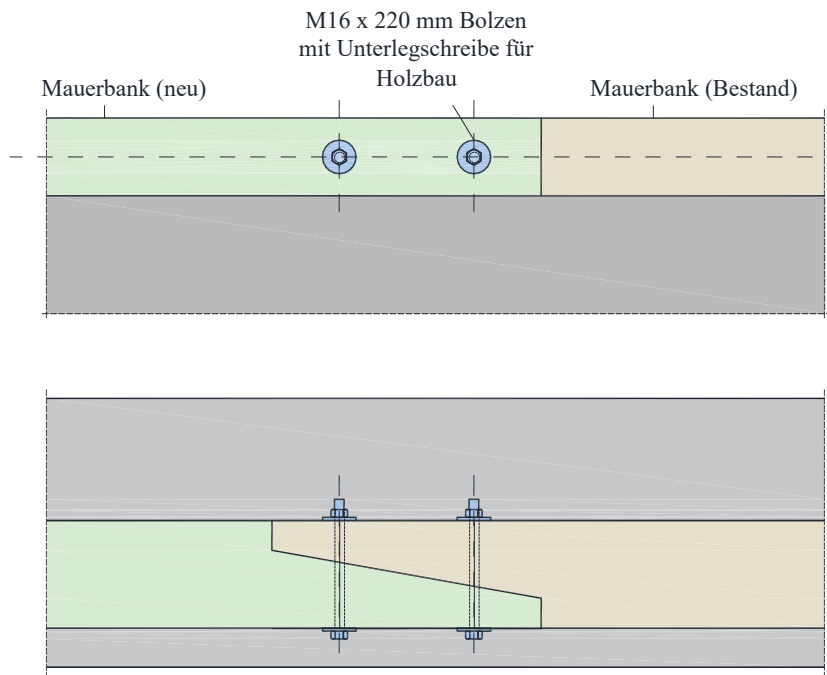 M16 x 220 mm Bolzen
mit Unterlegschreibe für
Holzbau
Mauerbank (neu)
Mauerbank (Bestand)